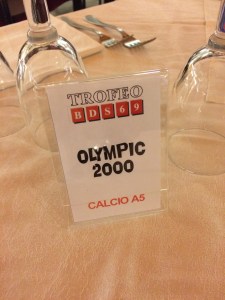 TROFEO
BDS69
OLYMPIC
2000
CALCIO A5